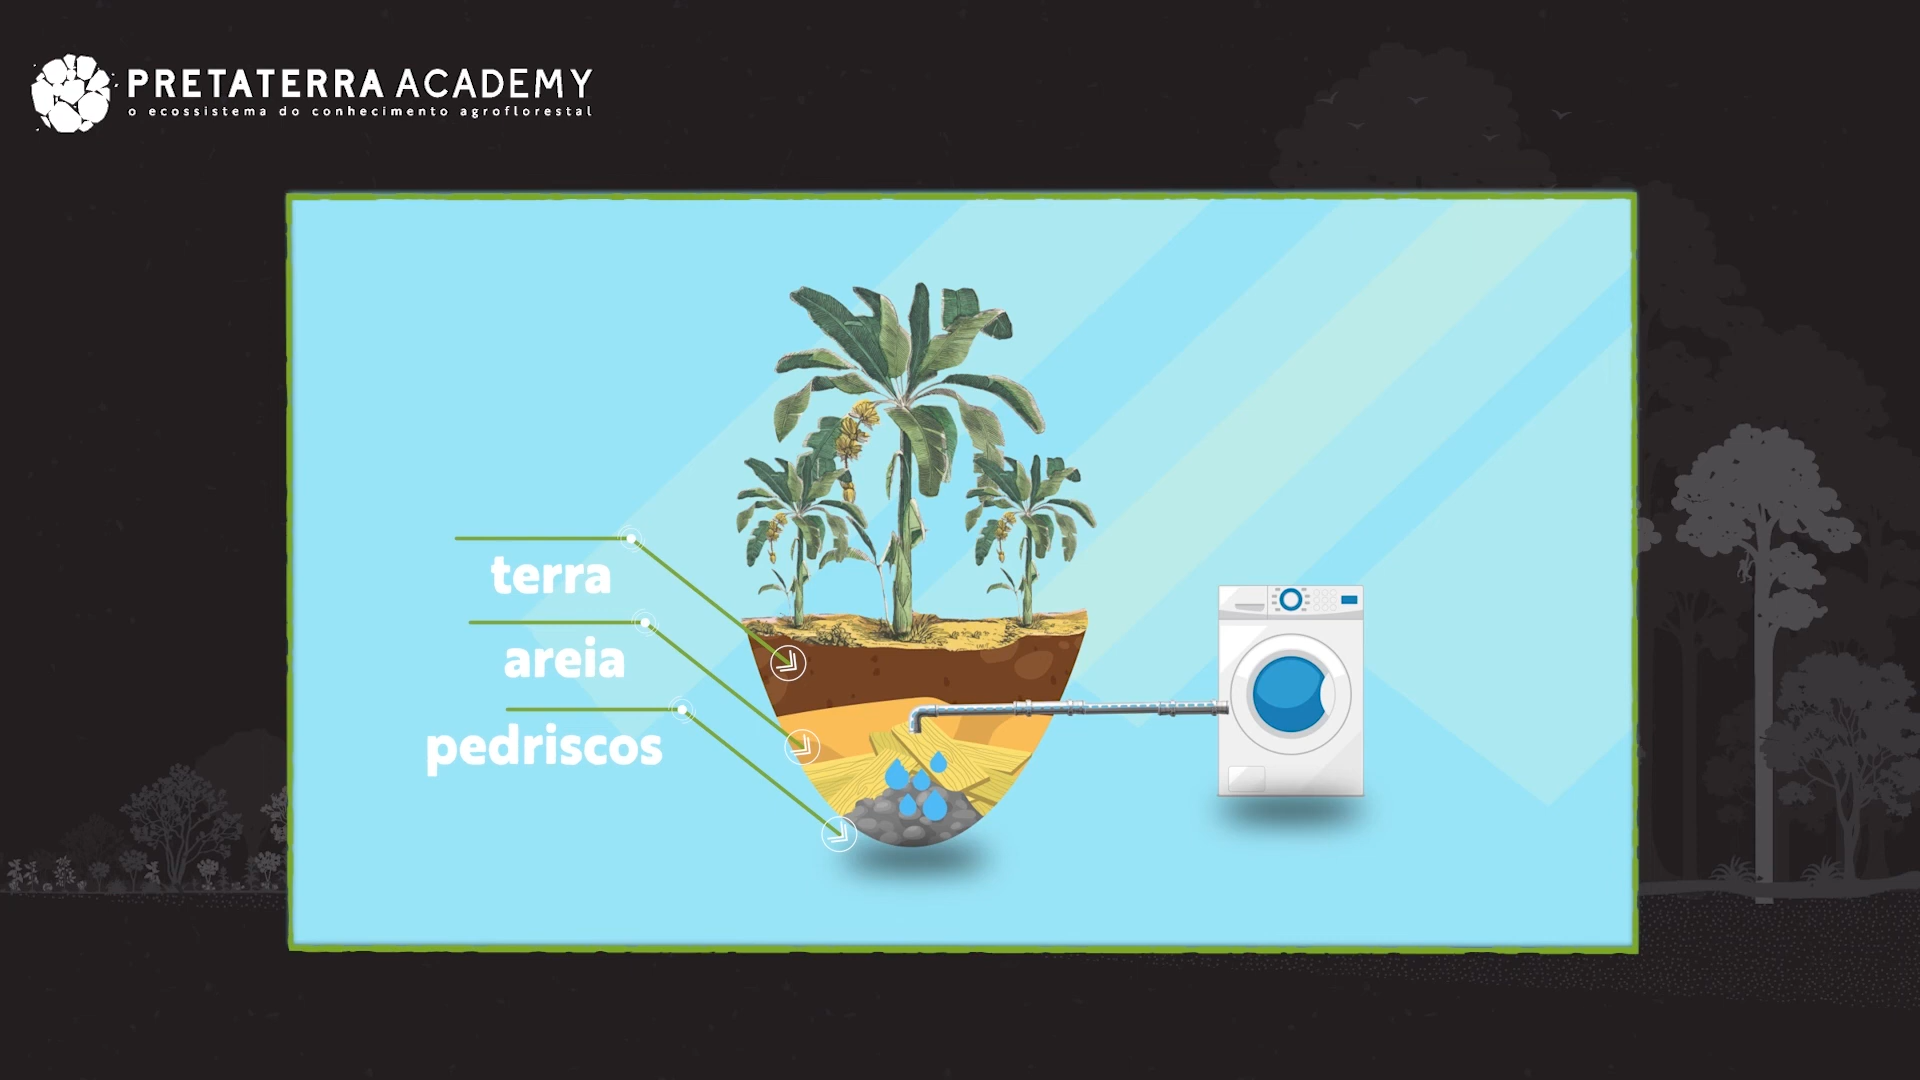 PRETATERRA ACADEMY
o ecossistema do conhecimento agroflorestal
terra
areia
pedriscos